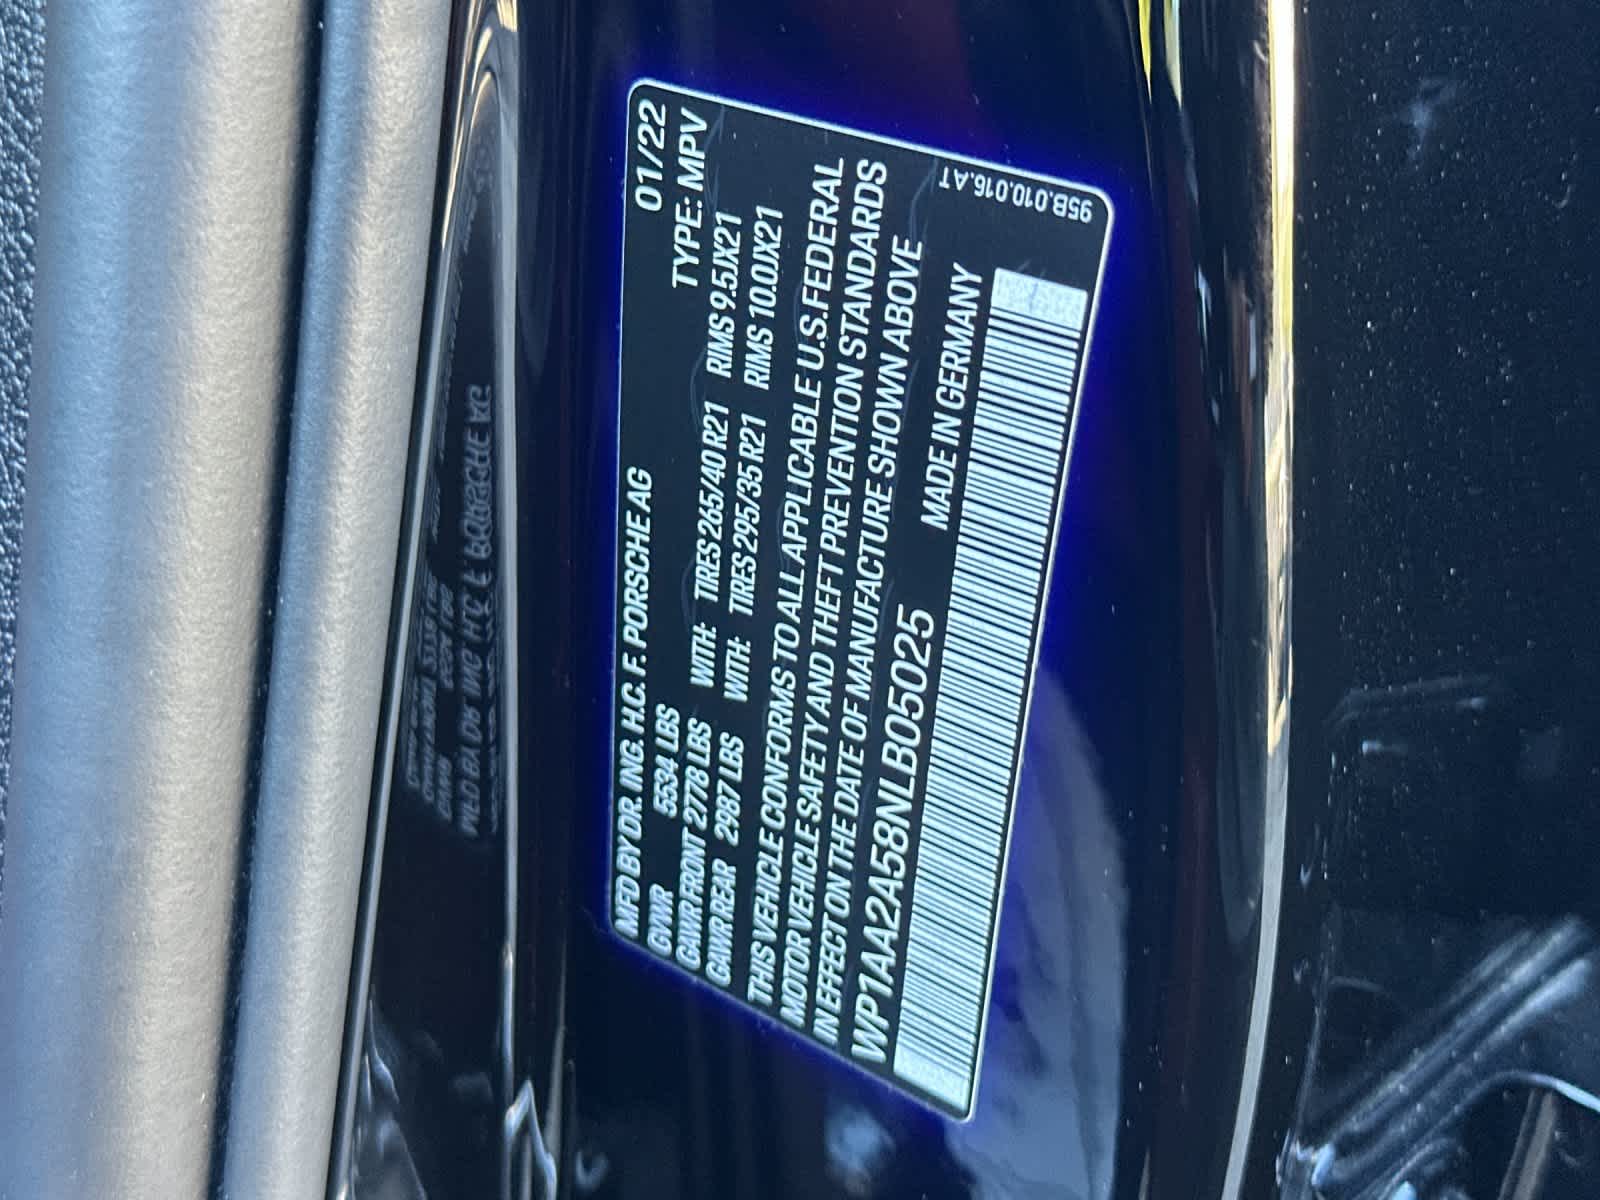 MFD BY DR. ING. H.C. F. PORSCHE AG 01/22
GVWR 5534 LBS TYPE: MPV
GAWR FRONT 2778 LBS WITH: TIRES 265/40 R21 RIMS 9.5JX21
GAWR REAR 2987 LBS WITH: TIRES 295/35 R21 RIMS 10.0JX21
THIS VEHICLE CONFORMS TO ALL APPLICABLE U.S. FEDERAL
MOTOR VEHICLE SAFETY AND THEFT PREVENTION STANDARDS
IN EFFECT ON THE DATE OF MANUFACTURE SHOWN ABOVE
WP1AA2A58NLB05025 MADE IN GERMANY
95B.010.016.AT